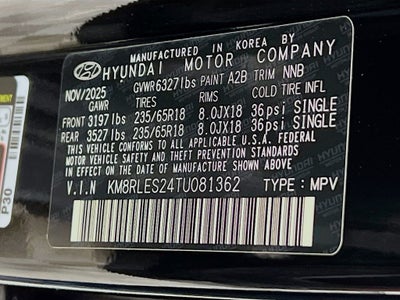 MANUFACTURED IN KOREA BY
HYUNDAI MOTOR COMPANY
NOV/2025 GVWR 6327lbs PAINT A2B TRIM NNB
GAWR TIRES RIMS COLD TIRE INFL
FRONT 3197 lbs 235/65R18 8.0JX18 36psi SINGLE
REAR 3527 lbs 235/65R18 8.0JX18 36psi SINGLE
THIS VEHICLE CONFORMS TO ALL APPLICABLE U.S.A. FEDERAL
MOTOR VEHICLE SAFETY, BUMPER, AND THEFT PREVENTION
STANDARDS IN EFFECT ON THE DATE OF MANUFACTURE SHOWN ABOVE.
V.I.N KM8RLES24TU081362 TYPE : MPV
P30